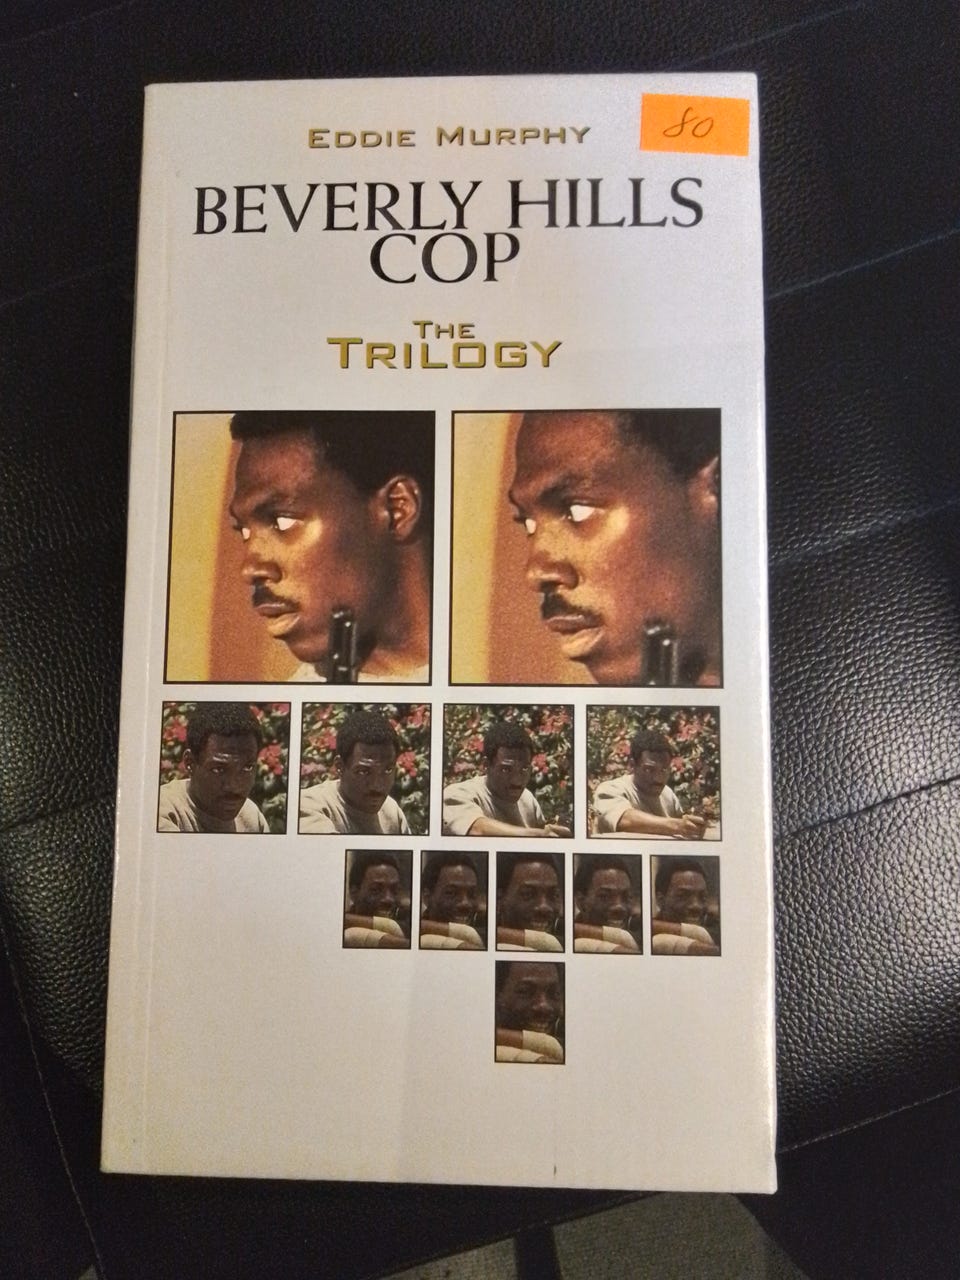 80
EDDIE MURPHY
BEVERLY HILLS
COP
THE
TRILOGY